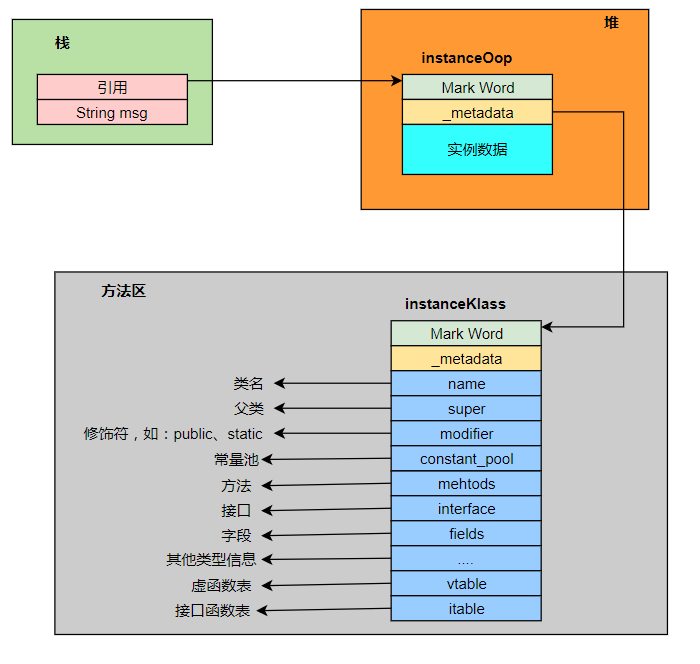 栈
引用
String msg
堆
instanceOop
Mark Word
_metadata
实例数据
方法区
instanceKlass
Mark Word
_metadata
类名
name
父类
super
修饰符，如：public、static
modifier
常量池
constant_pool
方法
mehtods
接口
interface
字段
fields
其他类型信息
....
虚函数表
vtable
接口函数表
itable